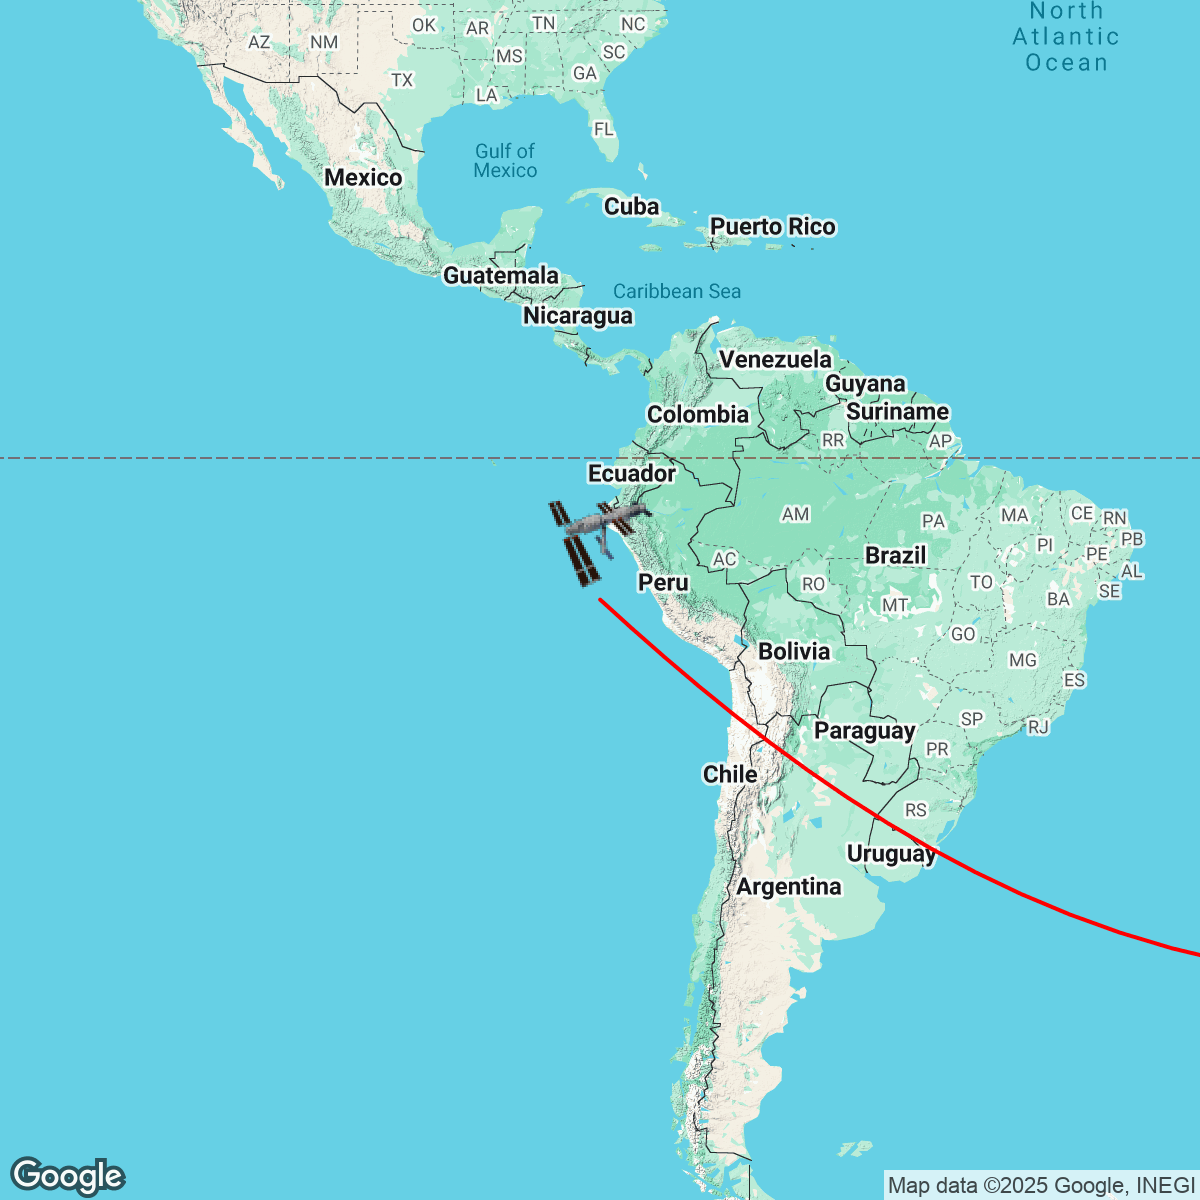 North
Atlantic
Ocean
OK
AR
TN
NC
AZ
NM
MS
SC
TX
GA
LA
FL
Gulf of
Mexico
Mexico
Cuba
Puerto Rico
Guatemala
Caribbean Sea
Nicaragua
Venezuela
Guyana
Colombia
Suriname
RR
AP
Ecuador
AM
PA
MA
CE
RN
PI
PB
PE
AC
Brazil
AL
Peru
RO
TO
SE
MT
BA
GO
Bolivia
MG
ES
SP
RJ
Paraguay
PR
Chile
RS
Uruguay
Argentina
Google
Map data ©2025 Google, INEGI